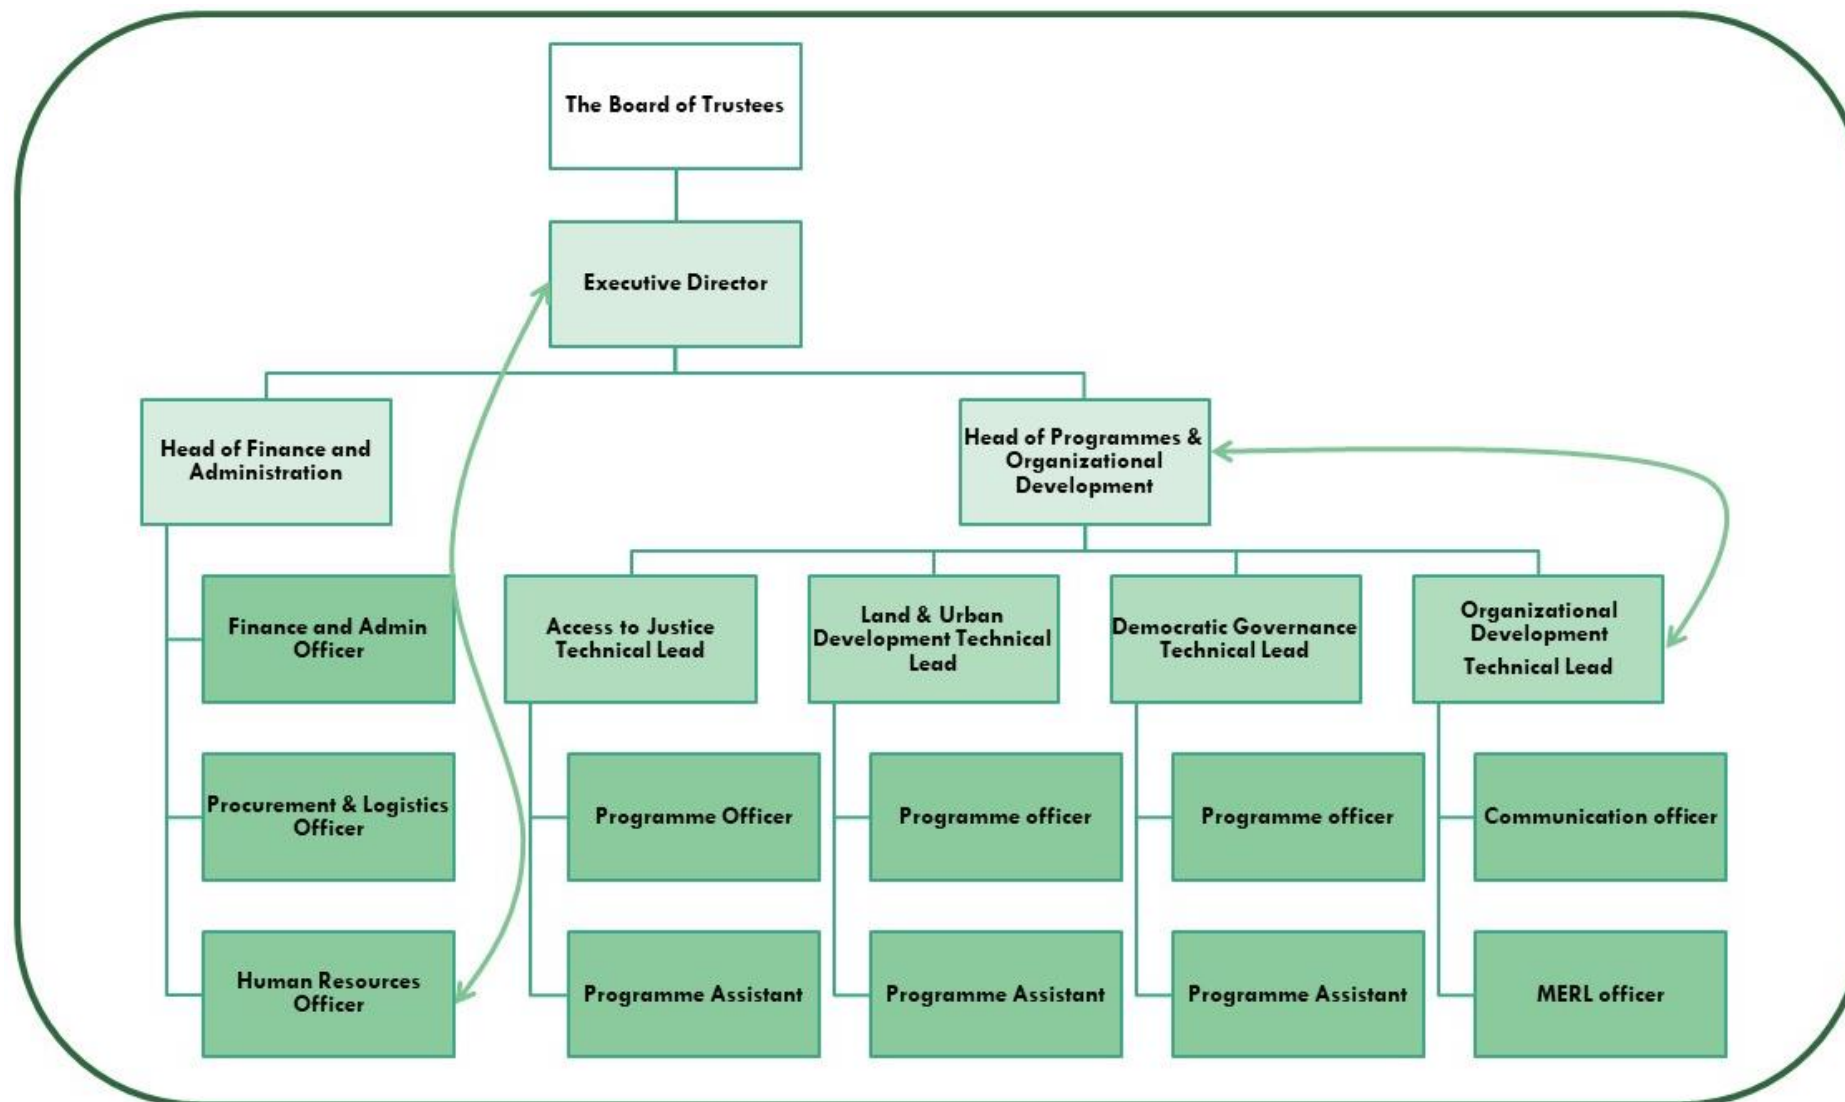 The Board of Trustees
Executive Director
Head of Finance and
Administration
Head of Programmes &
Organizational
Development
Finance and Admin
Officer
Access to Justice
Technical Lead
Land & Urban
Development Technical
Lead
Democratic Governance
Technical Lead
Organizational
Development
Technical Lead
Procurement & Logistics
Officer
Programme Officer
Programme officer
Programme officer
Communication officer
Human Resources
Officer
Programme Assistant
Programme Assistant
Programme Assistant
MERL officer